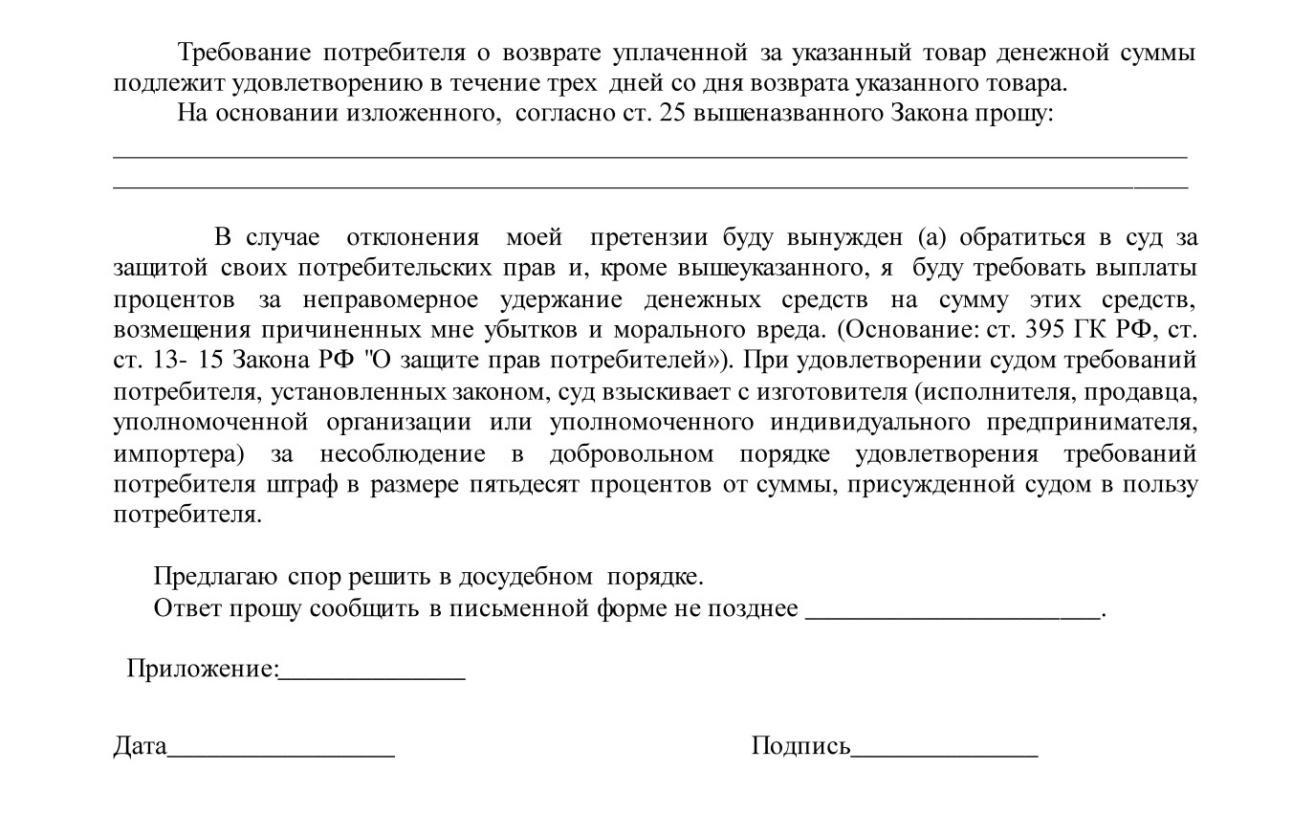 Требование потребителя о возврате уплаченной за указанный товар денежной суммы
подлежит удовлетворению в течение трех дней со дня возврата указанного товара.
На основании изложенного, согласно ст. 25 вышеназванного Закона прошу:
________________________________________________________________________________
________________________________________________________________________________
В случае отклонения моей претензии буду вынужден (а) обратиться в суд за
защитой своих потребительских прав и, кроме вышеуказанного, я буду требовать выплаты
процентов за неправомерное удержание денежных средств на сумму этих средств,
возмещения причиненных мне убытков и морального вреда. (Основание: ст. 395 ГК РФ, ст.
ст. 13- 15 Закона РФ "О защите прав потребителей»). При удовлетворении судом требований
потребителя, установленных законом, суд взыскивает с изготовителя (исполнителя, продавца,
уполномоченной организации или уполномоченного индивидуального предпринимателя,
импортера) за несоблюдение в добровольном порядке удовлетворения требований
потребителя штраф в размере пятьдесят процентов от суммы, присужденной судом в пользу
потребителя.
Предлагаю спор решить в досудебном порядке.
Ответ прошу сообщить в письменной форме не позднее ______________________.
Приложение:______________
Дата_________________ Подпись______________